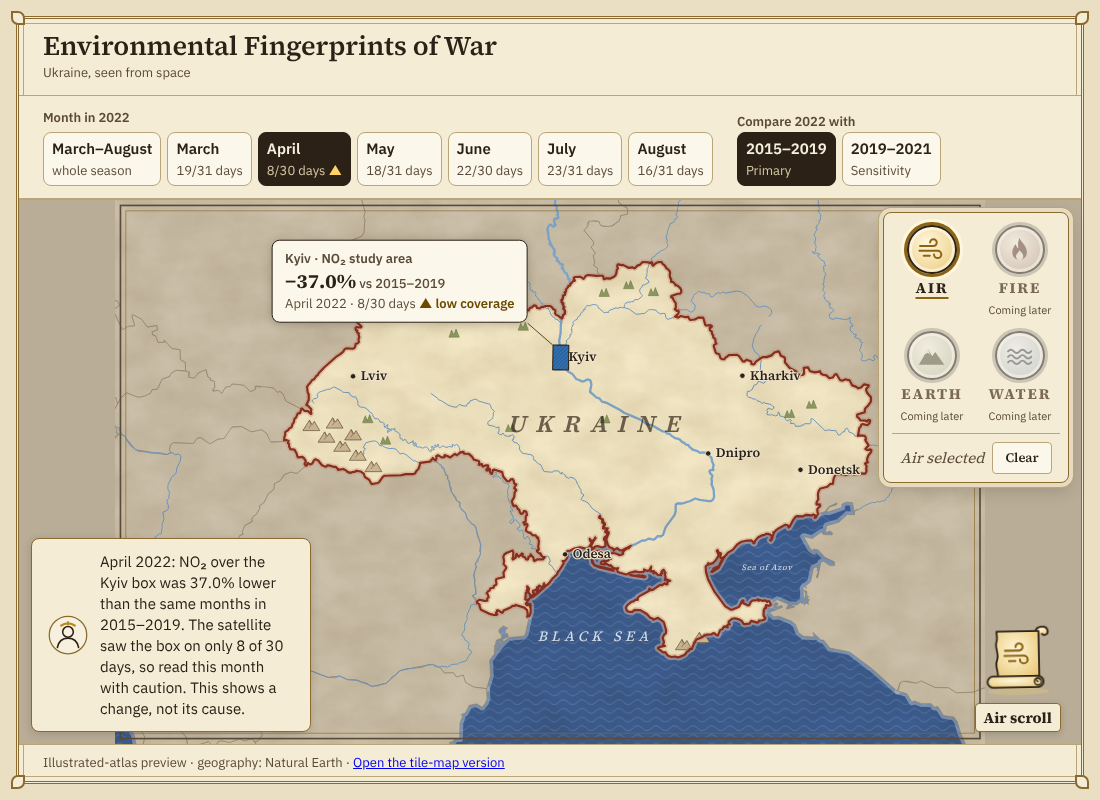 Environmental Fingerprints of War
Ukraine, seen from space
Month in 2022
March–August
whole season
March
19/31 days
April
8/30 days ▲
May
18/31 days
June
22/30 days
July
23/31 days
August
16/31 days
Compare 2022 with
2015–2019
Primary
2019–2021
Sensitivity
Kyiv · NO₂ study area
−37.0% vs 2015–2019
April 2022 · 8/30 days ▲ low coverage
AIR
FIRE
Coming later
EARTH
Coming later
WATER
Coming later
Air selected
Clear
Kyiv
Lviv
Kharkiv
UKRAINE
Dnipro
Donetsk
Odesa
Sea of Azov
BLACK SEA
April 2022: NO₂ over the
Kyiv box was 37.0% lower
than the same months in
2015–2019. The satellite
saw the box on only 8 of 30
days, so read this month
with caution. This shows a
change, not its cause.
Air scroll
Illustrated-atlas preview · geography: Natural Earth · Open the tile-map version